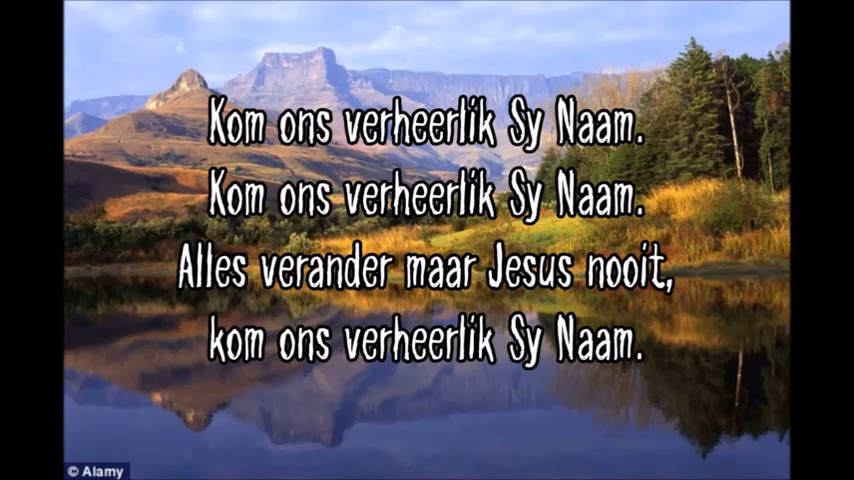 Kom ons verheerlik Sy Naam.
Kom ons verheerlik Sy Naam.
Alles verander maar Jesus nooit,
kom ons verheerlik Sy Naam.
© Alamy